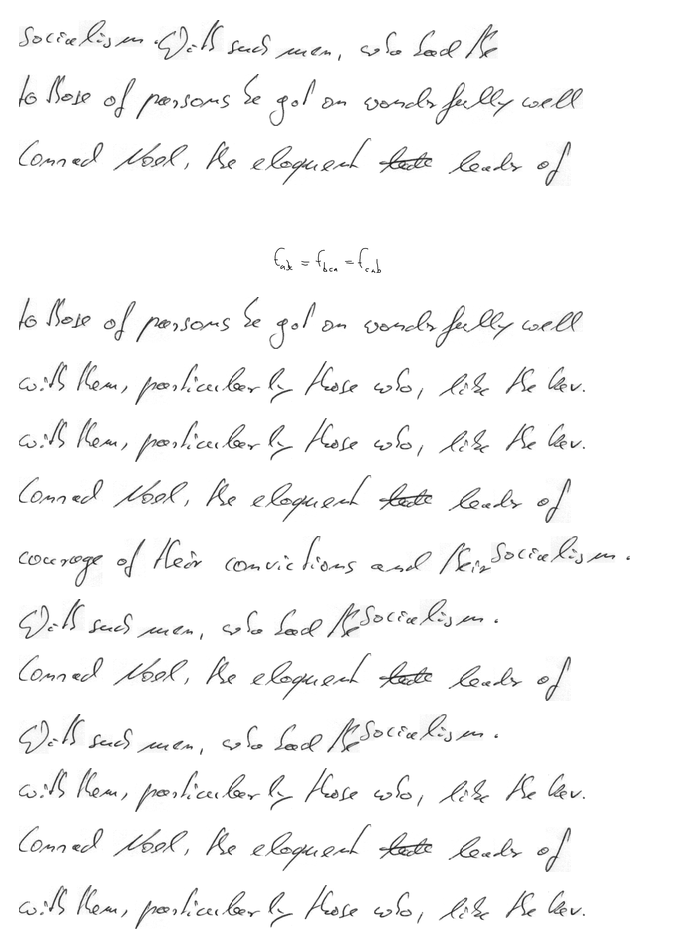 Socialism. With such men, who had the
to those of persons he got on wonderfully well
Conrad Noel, the eloquent leader of
f_{abc} = f_{bca} = f_{cab}
to those of persons he got on wonderfully well
with them, particularly those who, like the Rev.
with them, particularly those who, like the Rev.
Conrad Noel, the eloquent leader of
courage of their convictions and their Socialism.
With such men, who had the Socialism.
Conrad Noel, the eloquent leader of
With such men, who had the Socialism.
with them, particularly those who, like the Rev.
Conrad Noel, the eloquent leader of
with them, particularly those who, like the Rev.